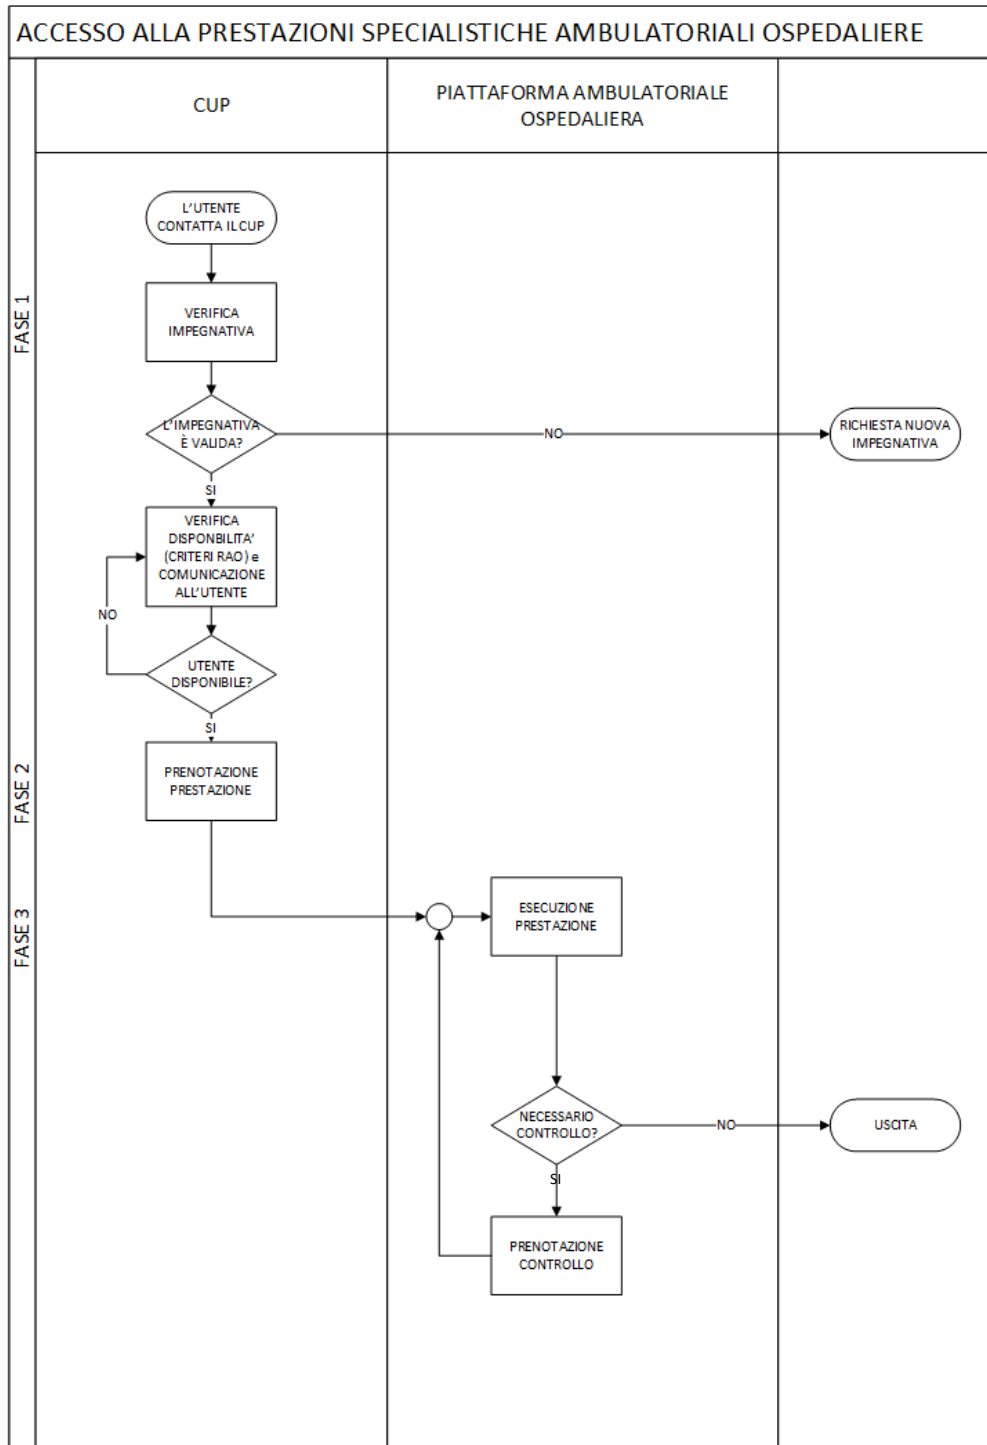 ACCESSO ALLA PRESTAZIONI SPECIALISTICHE AMBULATORIALI OSPEDALIERE
CUP
PIATTAFORMA AMBULATORIALE
OSPEDALIERA
FASE 1
L'UTENTE
CONTATTA IL CUP
VERIFICA
IMPEGNATIVA
L'IMPEGNATIVA
È VALIDA?
NO
RICHIESTA NUOVA
IMPEGNATIVA
SI
VERIFICA
DISPONBILITA'
(CRITERI RAO) e
COMUNICAZIONE
ALL'UTENTE
NO
UTENTE
DISPONIBILE?
SI
FASE 2
PRENOTAZIONE
PRESTAZIONE
FASE 3
ESECUZIONE
PRESTAZIONE
NECESSARIO
CONTROLLO?
NO
USCITA
SI
PRENOTAZIONE
CONTROLLO